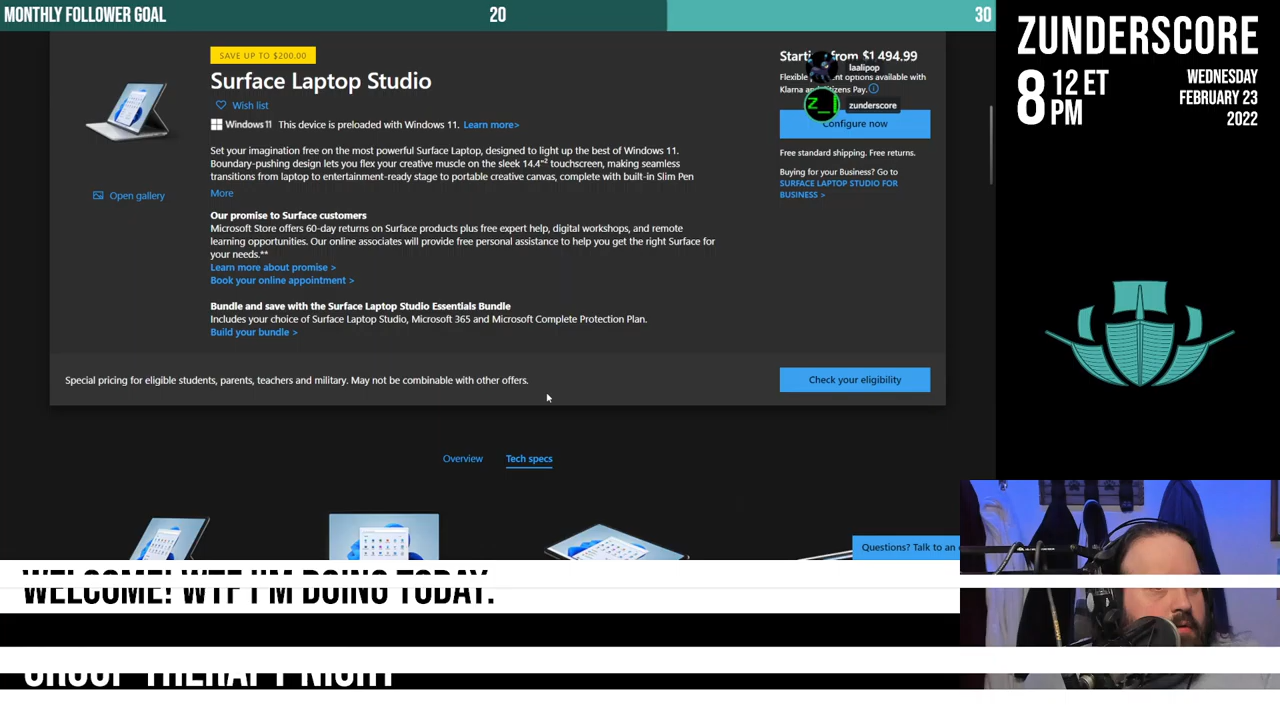 MONTHLY FOLLOWER GOAL
20
30
SAVE UP TO $200.00
Surface Laptop Studio
Wish list
Windows 11 This device is preloaded with Windows 11. Learn more>
Set your imagination free on the most powerful Surface Laptop, designed to light up the best of Windows 11.
Boundary-pushing design lets you flex your creative muscle on the sleek 14.4"² touchscreen, making seamless
transitions from laptop to entertainment-ready stage to portable creative canvas, complete with built-in Slim Pen
More
Open gallery
Our promise to Surface customers
Microsoft Store offers 60-day returns on Surface products plus free expert help, digital workshops, and remote
learning opportunities. Our online associates will provide free personal assistance to help you get the right Surface for
your needs.**
Learn more about promise >
Book your online appointment >
Bundle and save with the Surface Laptop Studio Essentials Bundle
Includes your choice of Surface Laptop Studio, Microsoft 365 and Microsoft Complete Protection Plan.
Build your bundle >
from $1,494.99
laalipop
Flexible options available with
Klarna Citizens Pay.
Z_
zunderscore
Configure now
Free standard shipping. Free returns.
Buying for your Business? Go to
SURFACE LAPTOP STUDIO FOR
BUSINESS >
Special pricing for eligible students, parents, teachers and military. May not be combinable with other offers.
Check your eligibility
Overview
Tech specs
Questions? Talk to an
ZUNDERSCORE
8 12 ET
PM
WEDNESDAY
FEBRUARY 23
2022
WELCOME! WTF I'M DOING TODAY.
GROUP THERAPY NIGHT